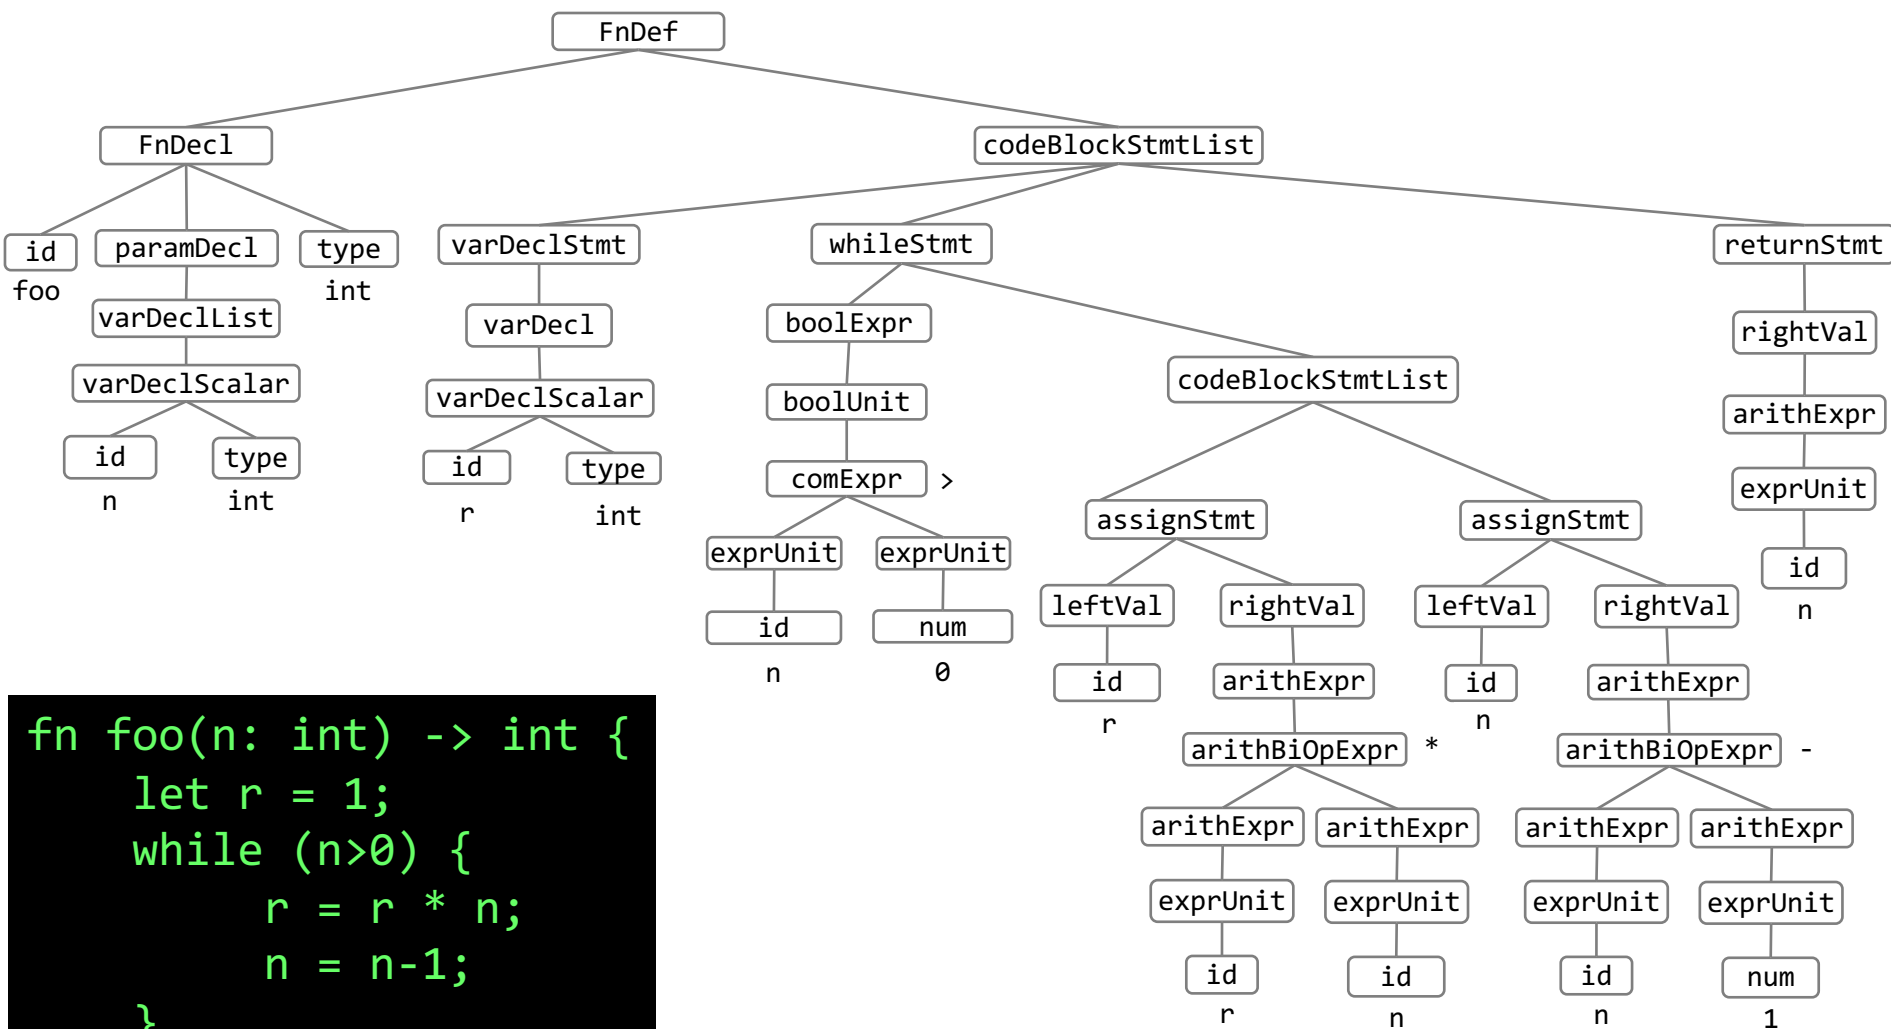 FnDef
FnDecl
codeBlockStmtList
id
paramDecl
type
varDeclStmt
whileStmt
returnStmt
foo
int
varDeclList
varDecl
boolExpr
rightVal
varDeclScalar
varDeclScalar
boolUnit
codeBlockStmtList
arithExpr
id
type
id
type
comExpr >
exprUnit
n
int
r
int
assignStmt
assignStmt
exprUnit
exprUnit
id
n
leftVal
rightVal
leftVal
rightVal
id
num
n
0
id
arithExpr
id
arithExpr
r
n
arithBiOpExpr *
arithBiOpExpr -
arithExpr
arithExpr
arithExpr
arithExpr
exprUnit
exprUnit
exprUnit
exprUnit
id
id
id
num
r
n
n
1
fn foo(n: int) -> int {
let r = 1;
while (n>0) {
r = r * n;
n = n-1;
}